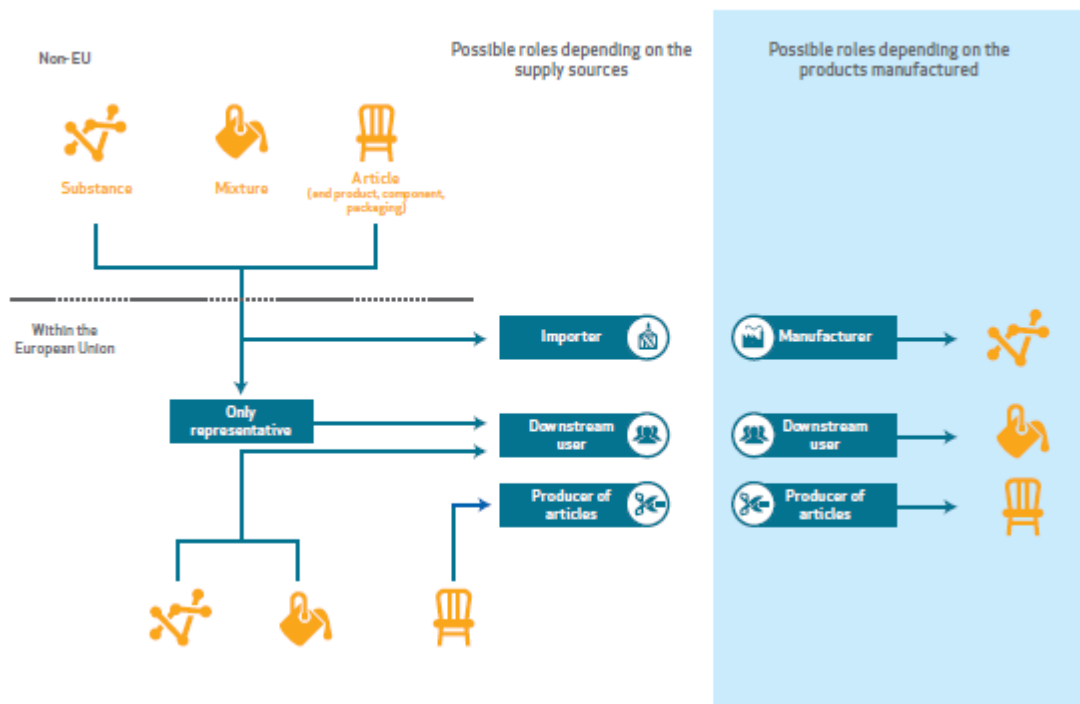 Non-EU
Possible roles depending on the
supply sources
Possible roles depending on the
products manufactured
Substance
Mixture
Article
(end product, component,
packaging)
Within the
European Union
Importer
Manufacturer
Only
representative
Downstream
user
Downstream
user
Producer of
articles
Producer of
articles